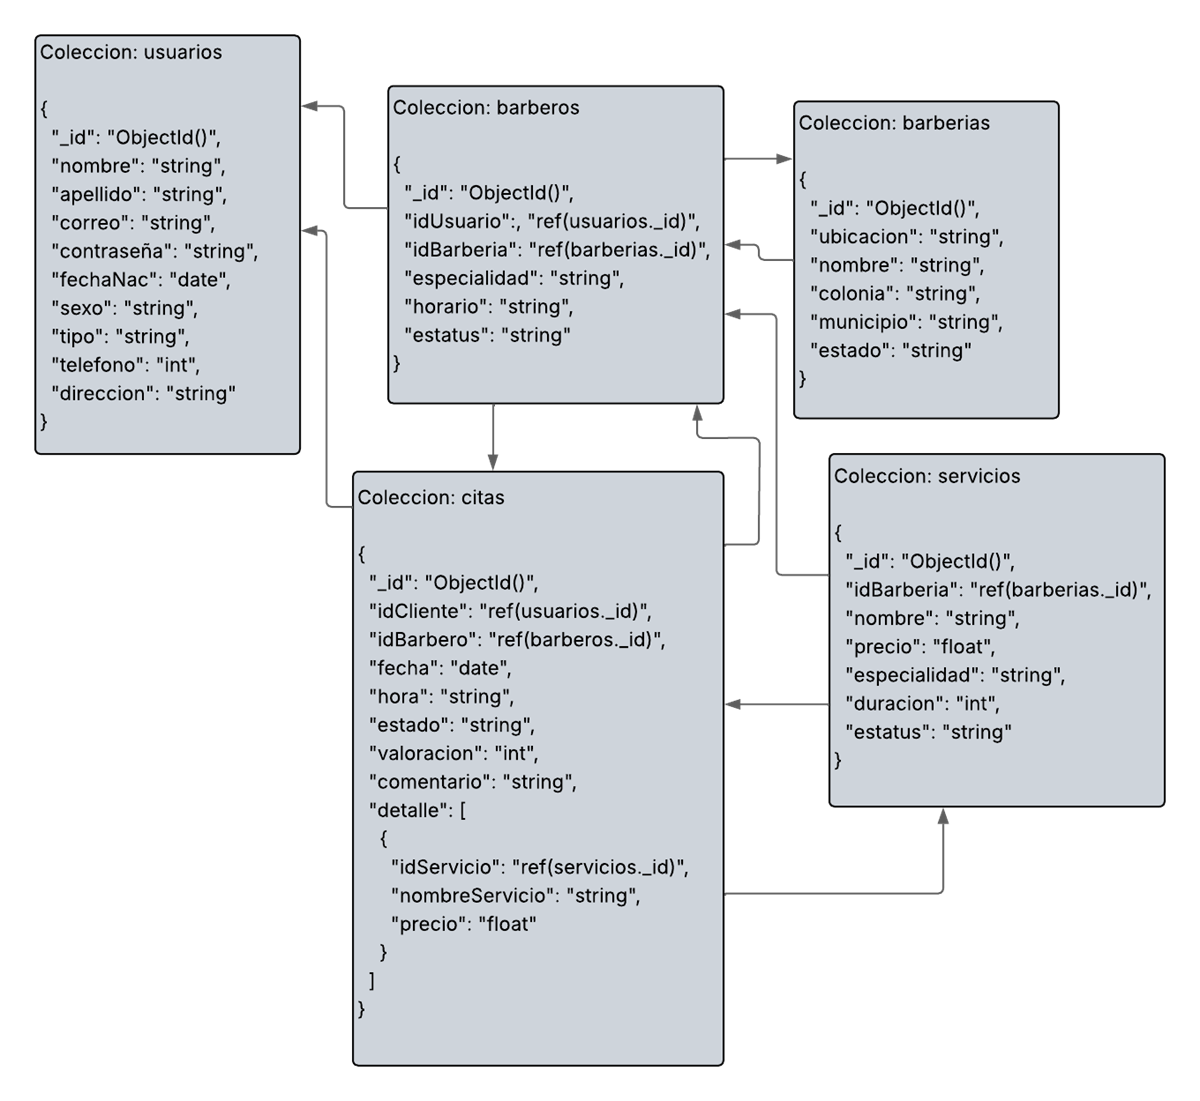 Coleccion: usuarios
{
"_id": "ObjectId()",
"nombre": "string",
"apellido": "string",
"correo": "string",
"contraseña": "string",
"fechaNac": "date",
"sexo": "string",
"tipo": "string",
"telefono": "int",
"direccion": "string"
}
Coleccion: barberos
{
"_id": "ObjectId()",
"idUsuario":, "ref(usuarios._id)",
"idBarberia": "ref(barberias._id)",
"especialidad": "string",
"horario": "string",
"estatus": "string"
}
Coleccion: barberias
{
"_id": "ObjectId()",
"ubicacion": "string",
"nombre": "string",
"colonia": "string",
"municipio": "string",
"estado": "string"
}
Coleccion: citas
{
"_id": "ObjectId()",
"idCliente": "ref(usuarios._id)",
"idBarbero": "ref(barberos._id)",
"fecha": "date",
"hora": "string",
"estado": "string",
"valoracion": "int",
"comentario": "string",
"detalle": [
{
"idServicio": "ref(servicios._id)",
"nombreServicio": "string",
"precio": "float"
}
]
}
Coleccion: servicios
{
"_id": "ObjectId()",
"idBarberia": "ref(barberias._id)",
"nombre": "string",
"precio": "float",
"especialidad": "string",
"duracion": "int",
"estatus": "string"
}